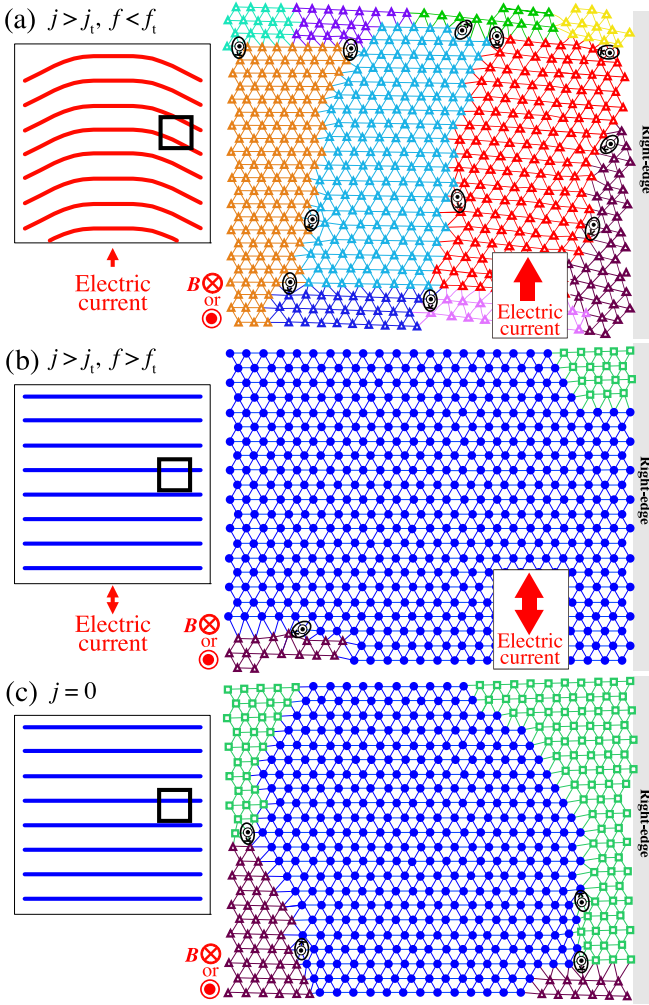 (a) j > jt, f < ft
Electric
current
B
or
Electric
current
Right-edge
(b) j > jt, f > ft
Electric
current
B
or
Electric
current
Right-edge
(c) j = 0
B
or
Right-edge